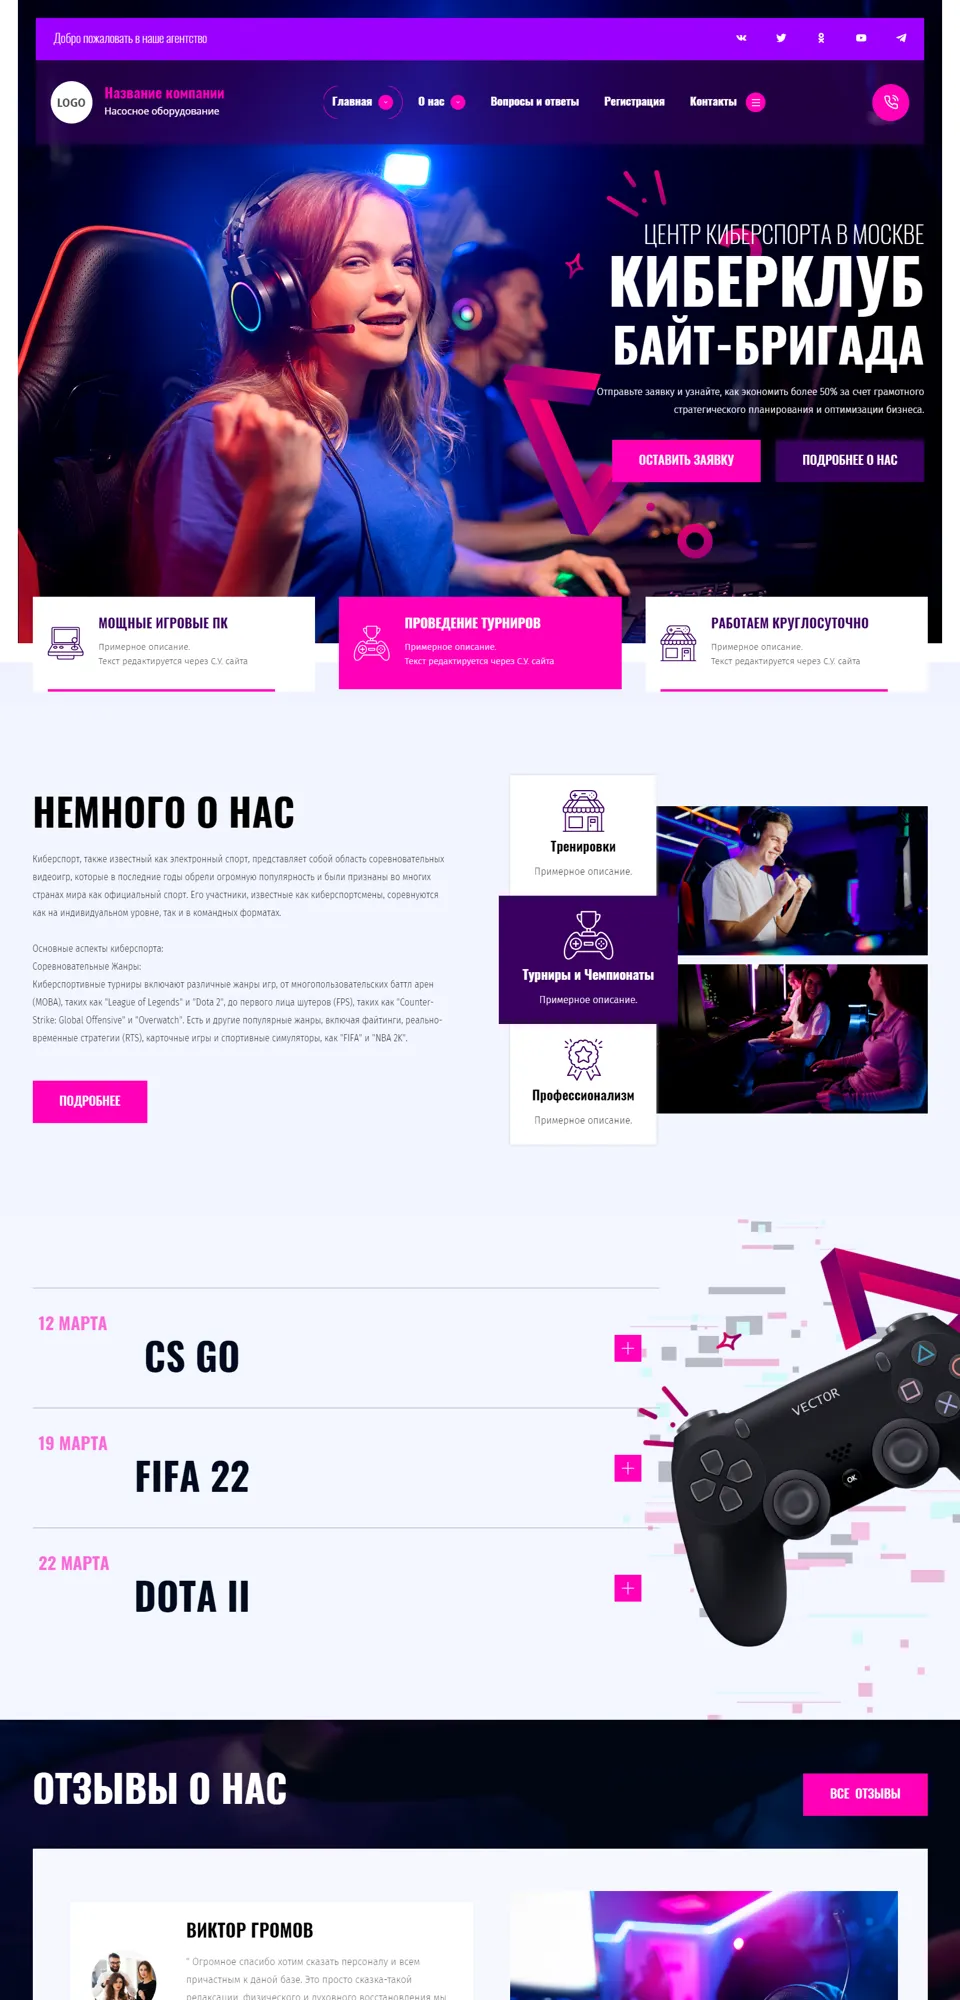 Добро пожаловать в наше агентство
LOGO
Название компании
Насосное оборудование
Главная
О нас
Вопросы и ответы
Регистрация
Контакты
ЦЕНТР КИБЕРСПОРТА В МОСКВЕ
КИБЕРКЛУБ
БАЙТ-БРИГАДА
Отправьте заявку и узнайте, как экономить более 50% за счет грамотного
стратегического планирования и оптимизации бизнеса.
ОСТАВИТЬ ЗАЯВКУ
ПОДРОБНЕЕ О НАС
МОЩНЫЕ ИГРОВЫЕ ПК
Примерное описание.
Текст редактируется через С.У. сайта
ПРОВЕДЕНИЕ ТУРНИРОВ
Примерное описание.
Текст редактируется через С.У. сайта
РАБОТАЕМ КРУГЛОСУТОЧНО
Примерное описание.
Текст редактируется через С.У. сайта
НЕМНОГО О НАС
Киберспорт, также известный как электронный спорт, представляет собой область соревновательных
видеоигр, которые в последние годы обрели огромную популярность и были признаны во многих
странах мира как официальный спорт. Его участники, известные как киберспортсмены, соревнуются
как на индивидуальном уровне, так и в командных форматах.
Основные аспекты киберспорта:
Соревновательные Жанры:
Киберспортивные турниры включают различные жанры игр, от многопользовательских баттл арен
(MOBA), таких как "League of Legends" и "Dota 2", до первого лица шутеров (FPS), таких как "Counter-
Strike: Global Offensive" и "Overwatch". Есть и другие популярные жанры, включая файтинги, реально-
временные стратегии (RTS), карточные игры и спортивные симуляторы, как "FIFA" и "NBA 2K".
ПОДРОБНЕЕ
Тренировки
Примерное описание.
Турниры и Чемпионаты
Примерное описание.
Профессионализм
Примерное описание.
12 МАРТА
CS GO
19 МАРТА
FIFA 22
22 МАРТА
DOTA II
VECTOR
OK
ОТЗЫВЫ О НАС
ВСЕ ОТЗЫВЫ
ВИКТОР ГРОМОВ
" Огромное спасибо хотим сказать персоналу и всем
причастным к даной базе. Это просто сказка-такой
релаксации, физического и духовного восстановления мы